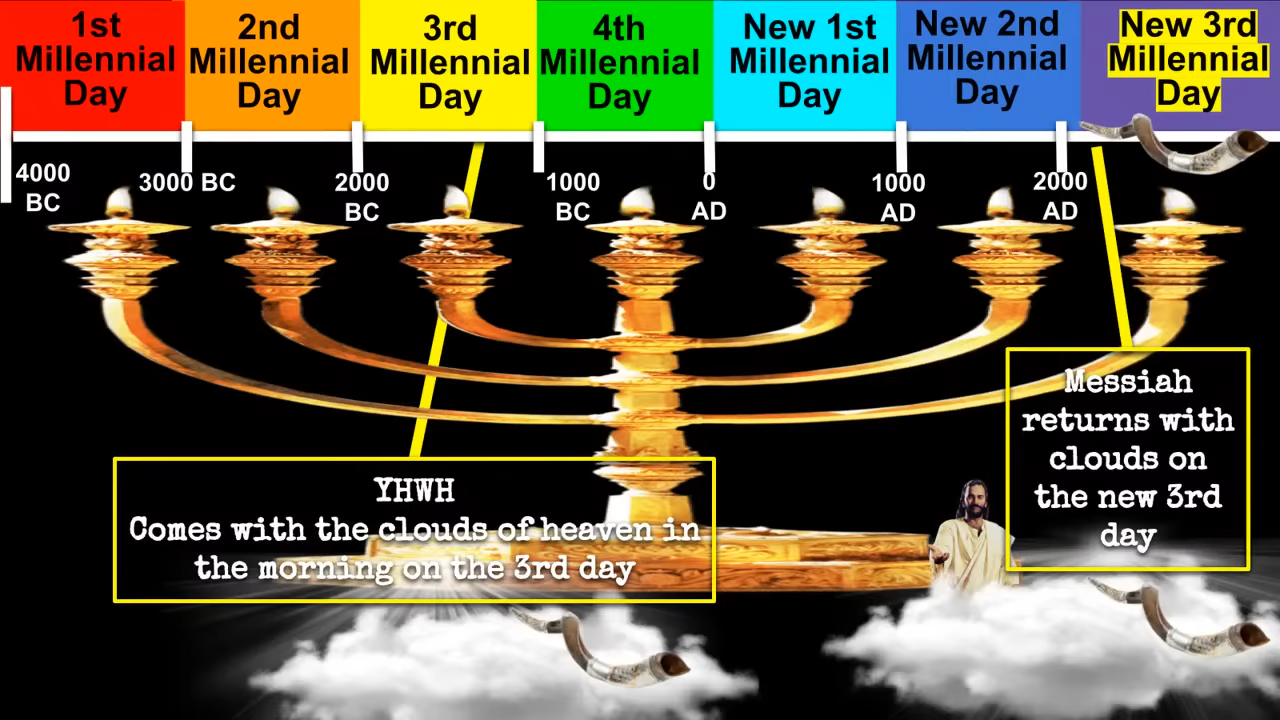 1st
Millennial
Day
2nd
Millennial
Day
3rd
Millennial
Day
4th
Millennial
Day
New 1st
Millennial
Day
New 2nd
Millennial
Day
New 3rd
Millennial
Day
4000
BC
3000 BC
2000
BC
1000
BC
0
AD
1000
AD
2000
AD
Messiah
returns with
clouds on
the new 3rd
day
YHWH
Comes with the clouds of heaven in
the morning on the 3rd day